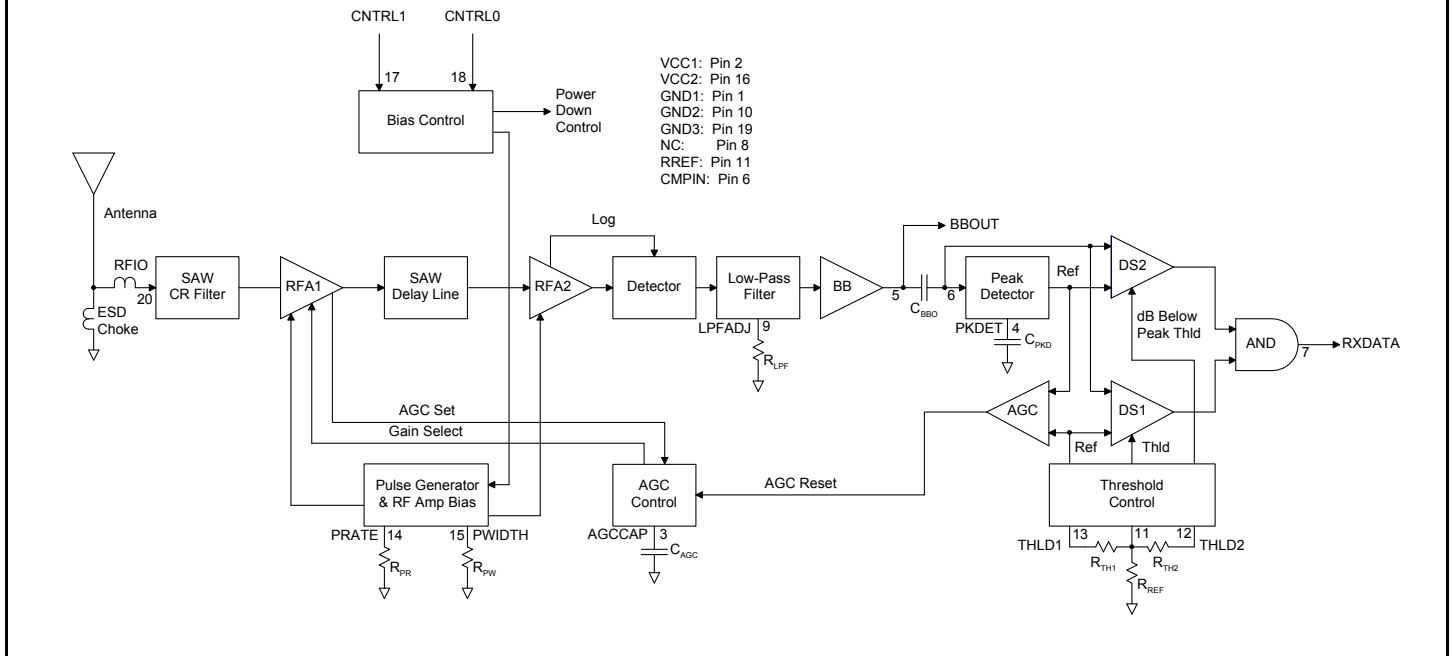 CNTRL1 CNTRL0
17 18
Bias Control
Power
Down
Control
VCC1: Pin 2
VCC2: Pin 16
GND1: Pin 1
GND2: Pin 10
GND3: Pin 19
NC: Pin 8
RREF: Pin 11
CMPIN: Pin 6
Antenna
RFIO
20
ESD
Choke
SAW
CR Filter
RFA1
SAW
Delay Line
Log
RFA2
Detector
Low-Pass
Filter
LPFADJ 9
RLPF
BB
BBOUT
5
CBBO
6
Peak
Detector
PKDET 4
CPKD
Ref
DS2
dB Below
Peak Thld
AND
7
RXDATA
AGC Set
Gain Select
AGC
DS1
Ref
Thld
Pulse Generator
& RF Amp Bias
PRATE 14
15 PWIDTH
RPR
RPW
AGC
Control
AGCCAP 3
CAGC
AGC Reset
Threshold
Control
THLD1 13 11 12 THLD2
RTH1
RTH2
RREF